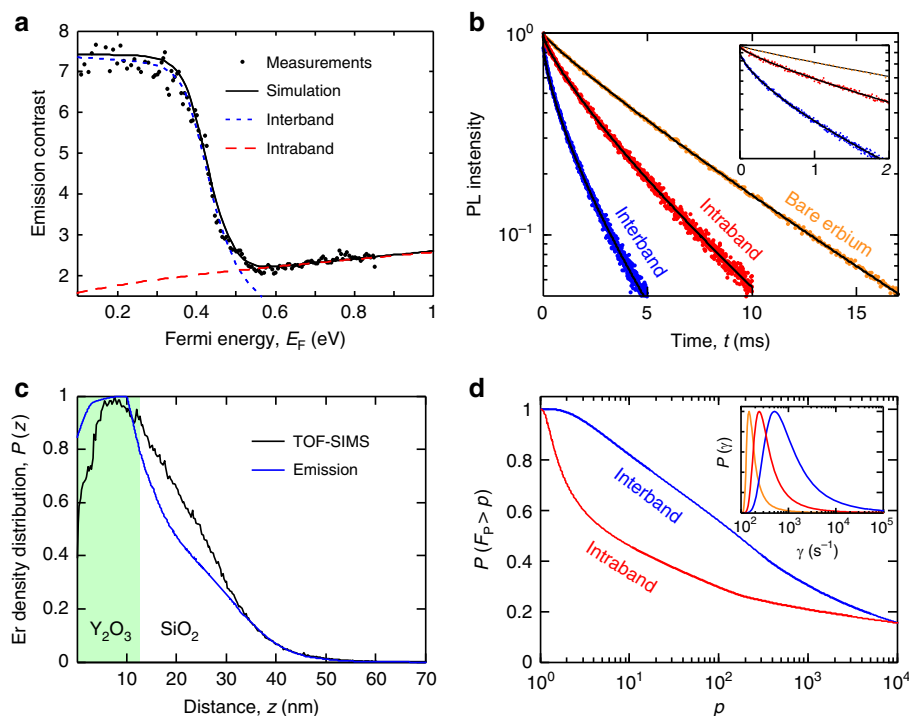 a
Emission contrast
8
7
6
5
4
3
2
0.2 0.4 0.6 0.8 1
Fermi energy, E_F (eV)
Measurements
Simulation
Interband
Intraband
b
PL instensity
10⁰
10⁻¹
0 5 10 15
Time, t (ms)
Interband
Intraband
Bare erbium
0 1 2
c
Er density distribution, P (z)
1
0.8
0.6
0.4
0.2
0
10 20 30 40 50 60 70
Distance, z (nm)
TOF-SIMS
Emission
Y₂O₃ SiO₂
d
P (F_P > p)
1
0.8
0.6
0.4
0.2
0
10⁰ 10¹ 10² 10³ 10⁴
p
Interband
Intraband
P (γ)
10² 10³ 10⁴ 10⁵
γ (s⁻¹)